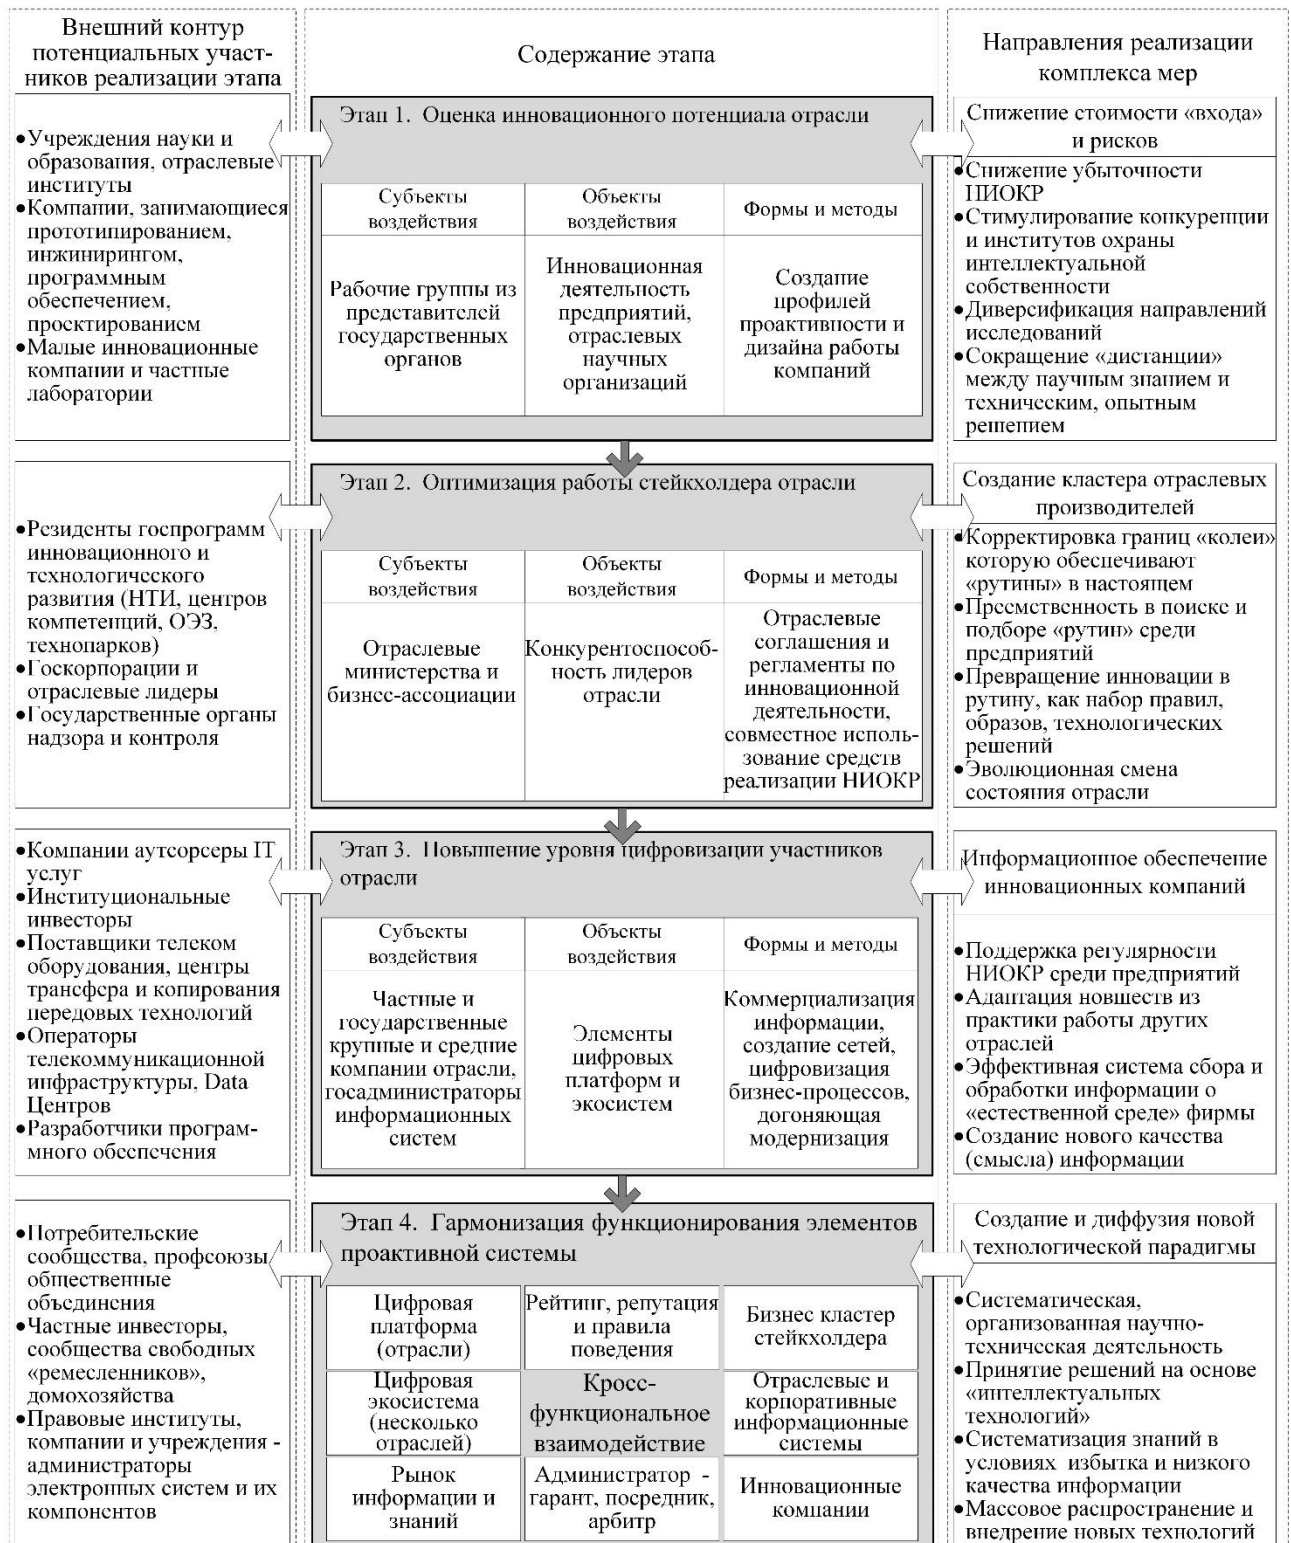 Внешний контур
потенциальных участ-
ников реализации этапа
Содержание этапа
Направления реализации
комплекса мер
●Учреждения науки и
образования, отраслевые
институты
●Компании, занимающиеся
прототипированием,
инжинирингом,
программным
обеспечением,
проектированием
●Малые инновационные
компании и частные
лаборатории
Этап 1. Оценка инновационного потенциала отрасли
Субъекты
воздействия
Объекты
воздействия
Формы и методы
Рабочие группы из
представителей
государственных
органов
Инновационная
деятельность
предприятий,
отраслевых
научных
организаций
Создание
профилей
проактивности и
дизайна работы
компаний
Снижение стоимости «входа»
и рисков
●Снижение убыточности
НИОКР
●Стимулирование конкуренции
и институтов охраны
интеллектуальной
собственности
●Диверсификация направлений
исследований
●Сокращение «дистанции»
между научным знанием и
техническим, опытным
решением
●Резиденты госпрограмм
инновационного и
технологического
развития (НТИ, центров
компетенций, ОЭЗ,
технопарков)
●Госкорпорации и
отраслевые лидеры
●Государственные органы
надзора и контроля
Этап 2. Оптимизация работы стейкхолдера отрасли
Субъекты
воздействия
Объекты
воздействия
Формы и методы
Отраслевые
министерства и
бизнес-ассоциации
Конкурентоспособ-
ность лидеров
отрасли
Отраслевые
соглашения и
регламенты по
инновационной
деятельности,
совместное исполь-
зование средств
реализации НИОКР
Создание кластера отраслевых
производителей
●Корректировка границ «колеи»
которую обеспечивают
«рутины» в настоящем
●Преемственность в поиске и
подборе «рутин» среди
предприятий
●Превращение инновации в
рутину, как набор правил,
образов, технологических
решений
●Эволюционная смена
состояния отрасли
●Компании аутсорсеры IT
услуг
●Институциональные
инвесторы
●Поставщики телеком
оборудования, центры
трансфера и копирования
передовых технологий
●Операторы
телекоммуникационной
инфраструктуры, Data
Центров
●Разработчики програм-
много обеспечения
Этап 3. Повышение уровня цифровизации участников
отрасли
Субъекты
воздействия
Объекты
воздействия
Формы и методы
Частные и
государственные
крупные и средние
компании отрасли,
госадминистраторы
информационных
систем
Элементы
цифровых
платформ и
экосистем
Коммерциализация
информации,
создание сетей,
цифровизация
бизнес-процессов,
догоняющая
модернизация
Информационное обеспечение
инновационных компаний
●Поддержка регулярности
НИОКР среди предприятий
●Адаптация новшеств из
практики работы других
отраслей
●Эффективная система сбора и
обработки информации о
«естественной среде» фирмы
●Создание нового качества
(смысла) информации
●Потребительские
сообщества, профсоюзы
общественные
объединения
●Частные инвесторы,
сообщества свободных
«ремесленников»,
домохозяйства
●Правовые институты,
компании и учреждения -
администраторы
электронных систем и их
компонентов
Этап 4. Гармонизация функционирования элементов
проактивной системы
Цифровая
платформа
(отрасли)
Рейтинг, репутация
и правила
поведения
Бизнес кластер
стейкхолдера
Цифровая
экосистема
(несколько
отраслей)
Кросс-
функциональное
взаимодействие
Отраслевые и
корпоративные
информационные
системы
Рынок
информации и
знаний
Администратор -
гарант, посредник,
арбитр
Инновационные
компании
Создание и диффузия новой
технологической парадигмы
●Систематическая,
организованная научно-
техническая деятельность
●Принятие решений на основе
«интеллектуальных
технологий»
●Систематизация знаний в
условиях избытка и низкого
качества информации
●Массовое распространение и
внедрение новых технологий